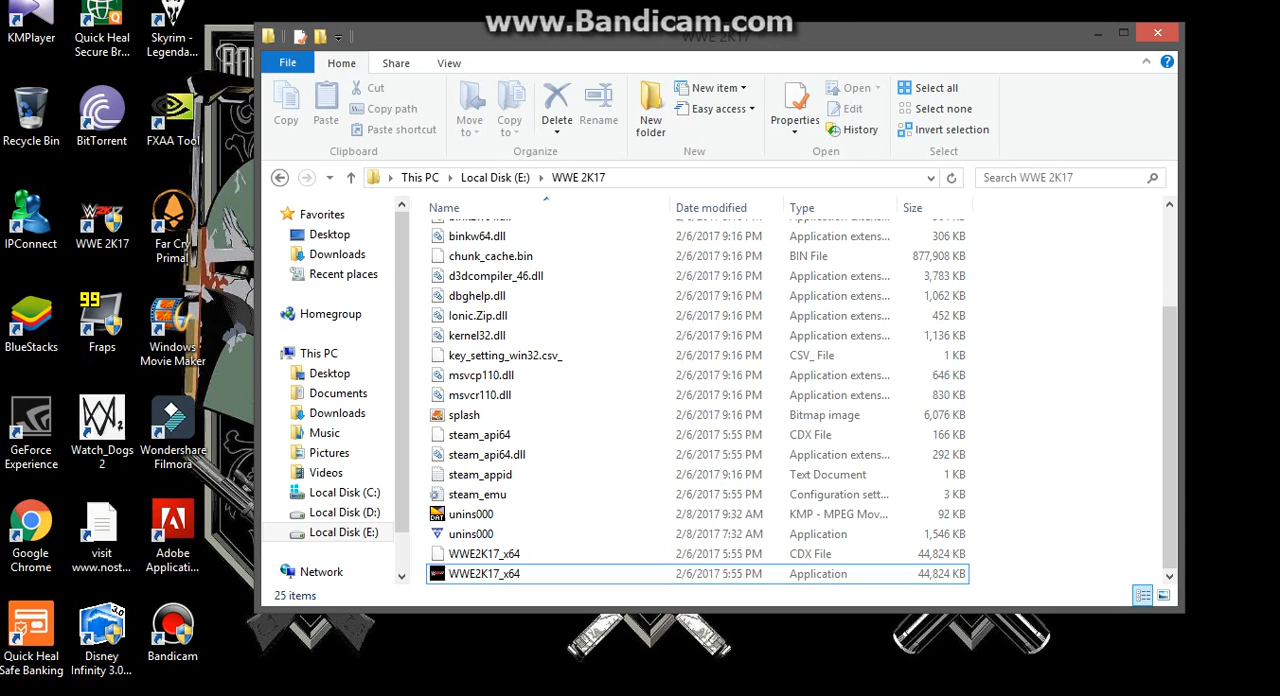 www.Bandicam.com
WWE 2K17
File Home Share View
Copy
Paste
Cut
Copy path
Paste shortcut
Clipboard
Move to
Copy to
Delete
Rename
Organize
New folder
New item
Easy access
New
Properties
Open
Edit
History
Open
Select all
Select none
Invert selection
Select
This PC Local Disk (E:) WWE 2K17
Search WWE 2K17
Name Date modified Type Size
binkw64.dll 2/6/2017 9:16 PM Application extens... 306 KB
chunk_cache.bin 2/6/2017 9:16 PM BIN File 877,908 KB
d3dcompiler_46.dll 2/6/2017 9:16 PM Application extens... 3,783 KB
dbghelp.dll 2/6/2017 9:16 PM Application extens... 1,062 KB
Ionic.Zip.dll 2/6/2017 9:16 PM Application extens... 452 KB
kernel32.dll 2/6/2017 9:16 PM Application extens... 1,136 KB
key_setting_win32.csv_ 2/6/2017 9:16 PM CSV_ File 1 KB
msvcp110.dll 2/6/2017 9:16 PM Application extens... 646 KB
msvcr110.dll 2/6/2017 9:16 PM Application extens... 830 KB
splash 2/6/2017 9:16 PM Bitmap image 6,076 KB
steam_api64 2/6/2017 5:55 PM CDX File 166 KB
steam_api64.dll 2/6/2017 5:55 PM Application extens... 292 KB
steam_appid 2/6/2017 9:16 PM Text Document 1 KB
steam_emu 2/8/2017 5:55 PM Configuration sett... 3 KB
unins000 2/8/2017 9:32 AM KMP - MPEG Mov... 92 KB
unins000 2/8/2017 7:32 AM Application 1,546 KB
WWE2K17_x64 2/6/2017 5:55 PM CDX File 44,824 KB
WWE2K17_x64 2/6/2017 5:55 PM Application 44,824 KB
25 items
Favorites
Desktop
Downloads
Recent places
Homegroup
This PC
Desktop
Documents
Downloads
Music
Pictures
Videos
Local Disk (C:)
Local Disk (D:)
Local Disk (E:)
Network
KMPlayer
Quick Heal
Secure Br...
Skyrim -
Legenda...
Recycle Bin
BitTorrent
FXAA Tool
IPConnect
WWE 2K17
Far Cry
Primal
BlueStacks
99
Fraps
Windows
Movie Maker
GeForce
Experience
Watch_Dogs
2
Wondershare
Filmora
Google
Chrome
visit
www.nost...
Adobe
Applicati...
Quick Heal
Safe Banking
3.0
Disney
Infinity 3.0...
Bandicam